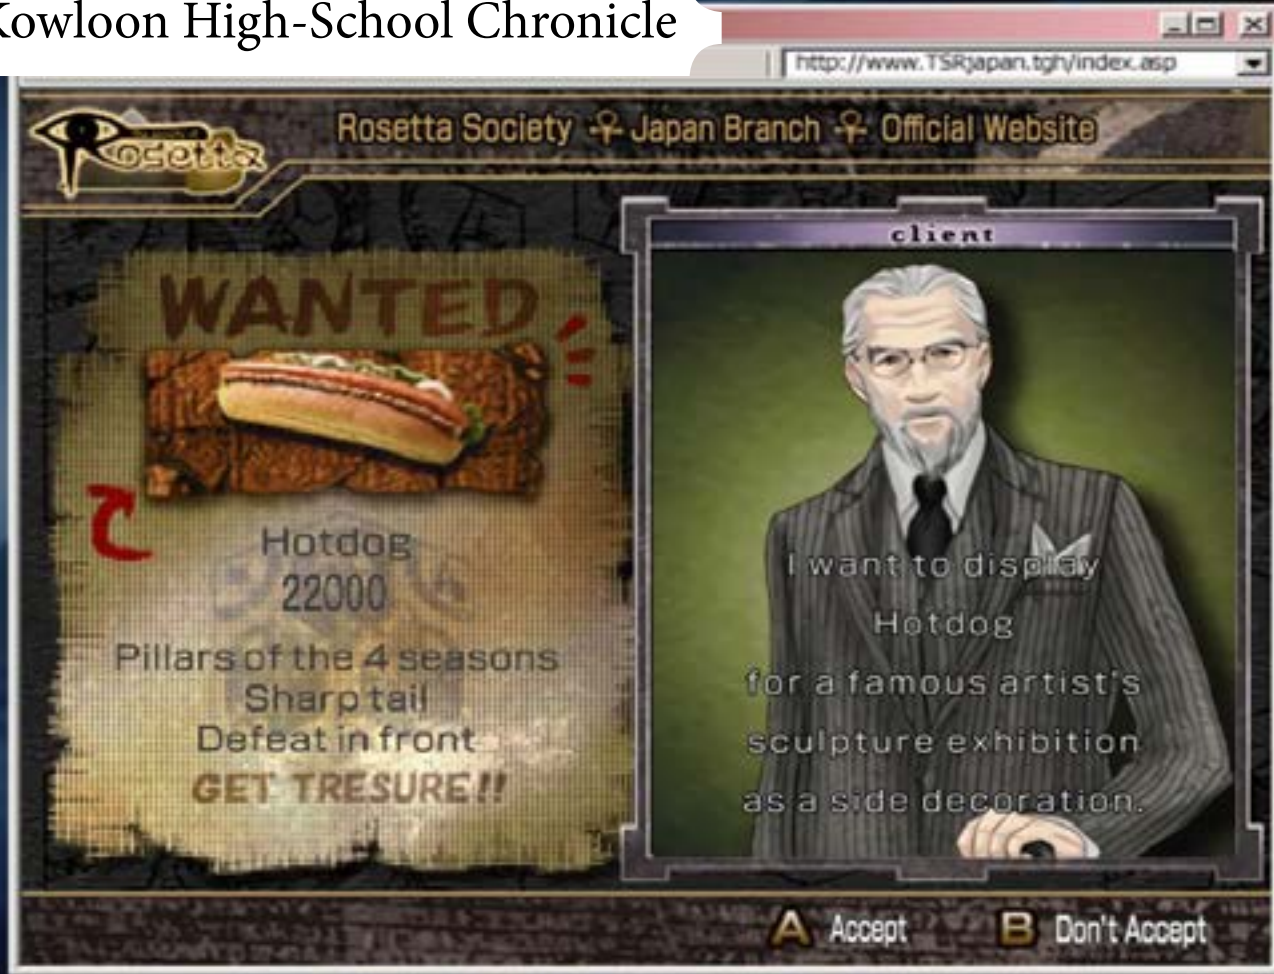 Kowloon High-School Chronicle
http://www.TSRjapan.tgh/index.asp
Rosetta
Rosetta Society ☥ Japan Branch ☥ Official Website
client
WANTED
Hotdog
22000
Pillars of the 4 seasons
Sharp tail
Defeat in front
GET TRESURE!!
I want to display
Hotdog
for a famous artist's
sculpture exhibition
as a side decoration.
A Accept B Don't Accept